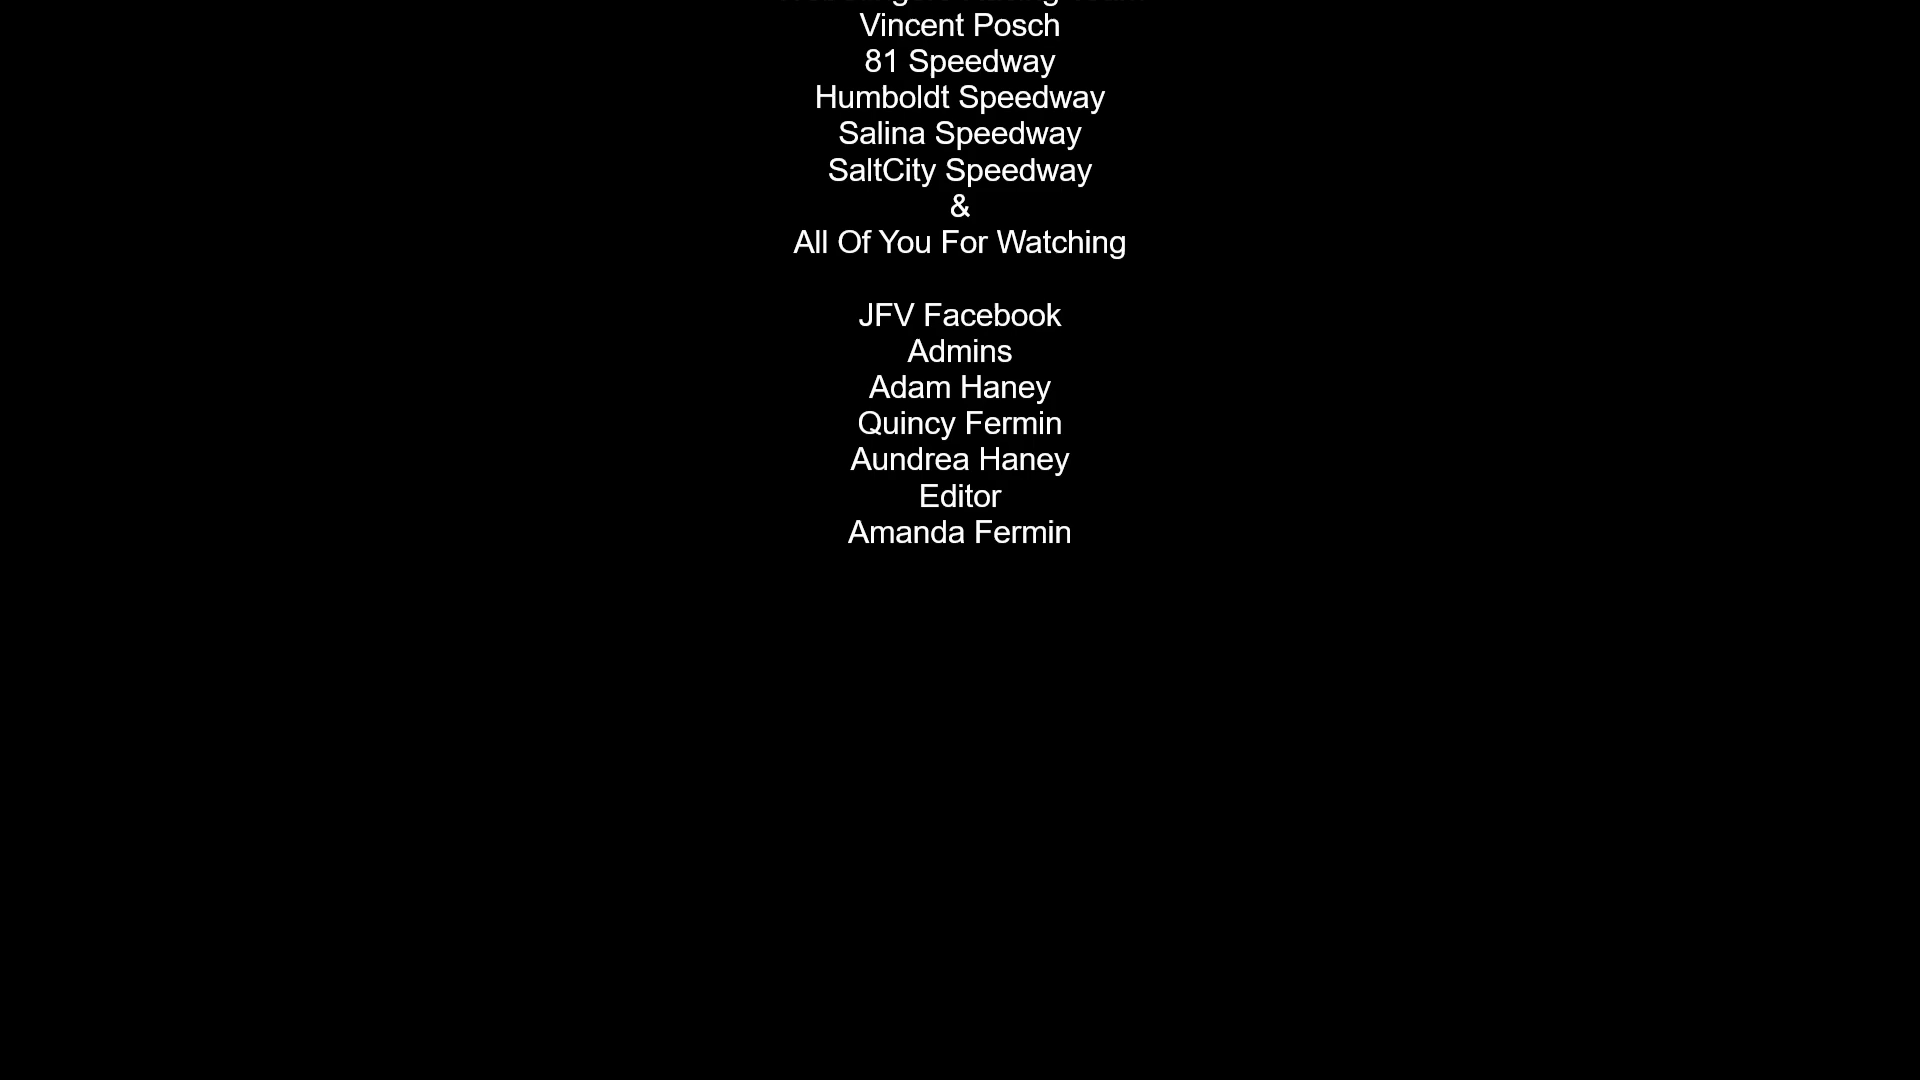 Vincent Posch
81 Speedway
Humboldt Speedway
Salina Speedway
SaltCity Speedway
&
All Of You For Watching
JFV Facebook
Admins
Adam Haney
Quincy Fermin
Aundrea Haney
Editor
Amanda Fermin